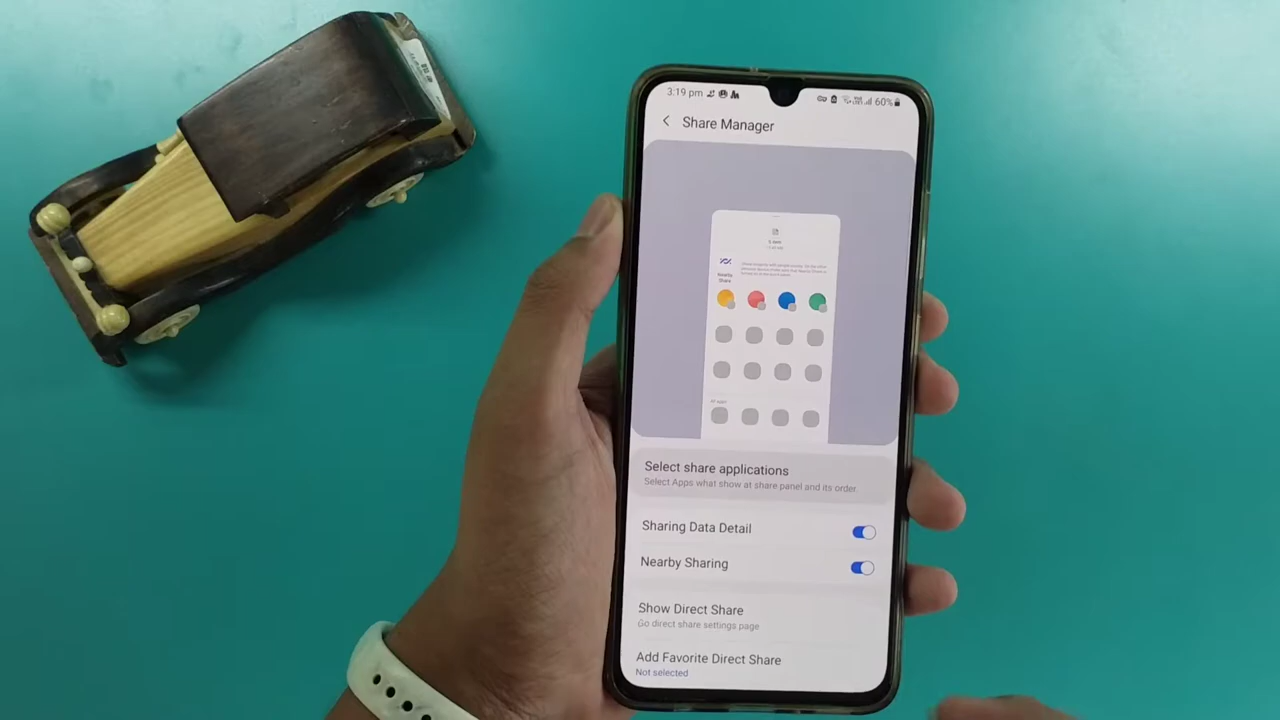 3:19 pm
60%
Share Manager
Nearby
Share
Select share applications
Select Apps what show at share panel and its order.
Sharing Data Detail
Nearby Sharing
Show Direct Share
Go direct share settings page
Add Favorite Direct Share
Not selected